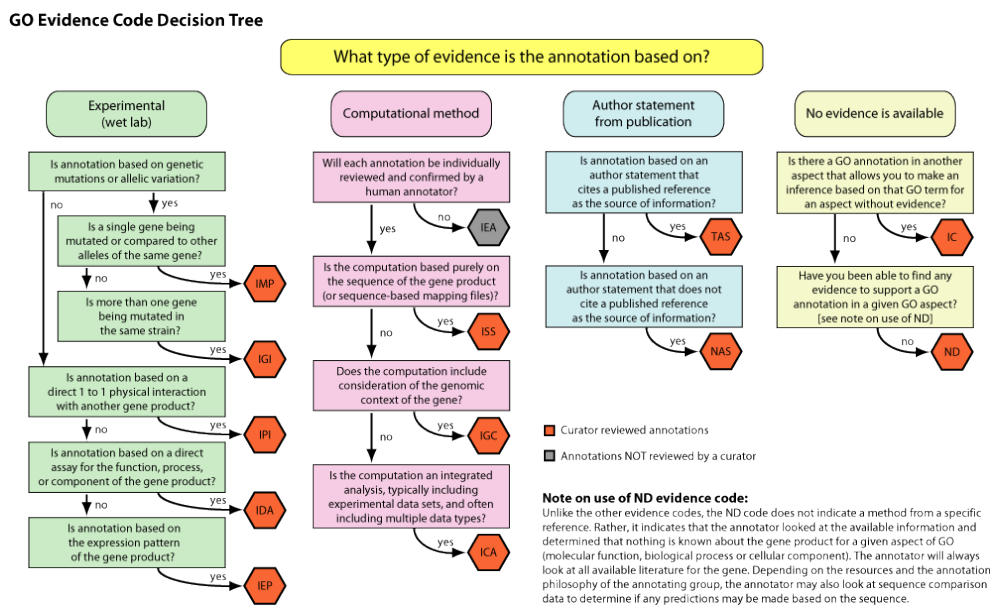 GO Evidence Code Decision Tree
What type of evidence is the annotation based on?
Experimental
(wet lab)
Is annotation based on genetic
mutations or allelic variation?
no
yes
Is a single gene being
mutated or compared to other
alleles of the same gene?
no
yes
IMP
Is more than one gene
being mutated in
the same strain?
yes
IGI
Is annotation based on a
direct 1 to 1 physical interaction
with another gene product?
no
yes
IPI
Is annotation based on a direct
assay for the function, process,
or component of the gene product?
no
yes
IDA
Is annotation based on
the expression pattern
of the gene product?
yes
IEP
Computational method
Will each annotation be individually
reviewed and confirmed by a
human annotator?
no
IEA
yes
Is the computation based purely on
the sequence of the gene product
(or sequence-based mapping files)?
yes
ISS
no
Does the computation include
consideration of the genomic
context of the gene?
yes
IGC
no
Is the computation an integrated
analysis, typically including
experimental data sets, and often
including multiple data types?
yes
ICA
Author statement
from publication
Is annotation based on an
author statement that
cites a published reference
as the source of information?
yes
TAS
no
Is annotation based on an
author statement that does not
cite a published reference
as the source of information?
yes
NAS
No evidence is available
Is there a GO annotation in another
aspect that allows you to make an
inference based on that GO term for
an aspect without evidence?
yes
IC
no
Have you been able to find any
evidence to support a GO
annotation in a given GO aspect?
[see note on use of ND]
no
ND
Curator reviewed annotations
Annotations NOT reviewed by a curator
Note on use of ND evidence code:
Unlike the other evidence codes, the ND code does not indicate a method from a specific
reference. Rather, it indicates that the annotator looked at the available information and
determined that nothing is known about the gene product for a given aspect of GO
(molecular function, biological process or cellular component). The annotator will always
look at all available literature for the gene. Depending on the resources and the annotation
philosophy of the annotating group, the annotator may also look at sequence comparison
data to determine if any predictions may be made based on the sequence.